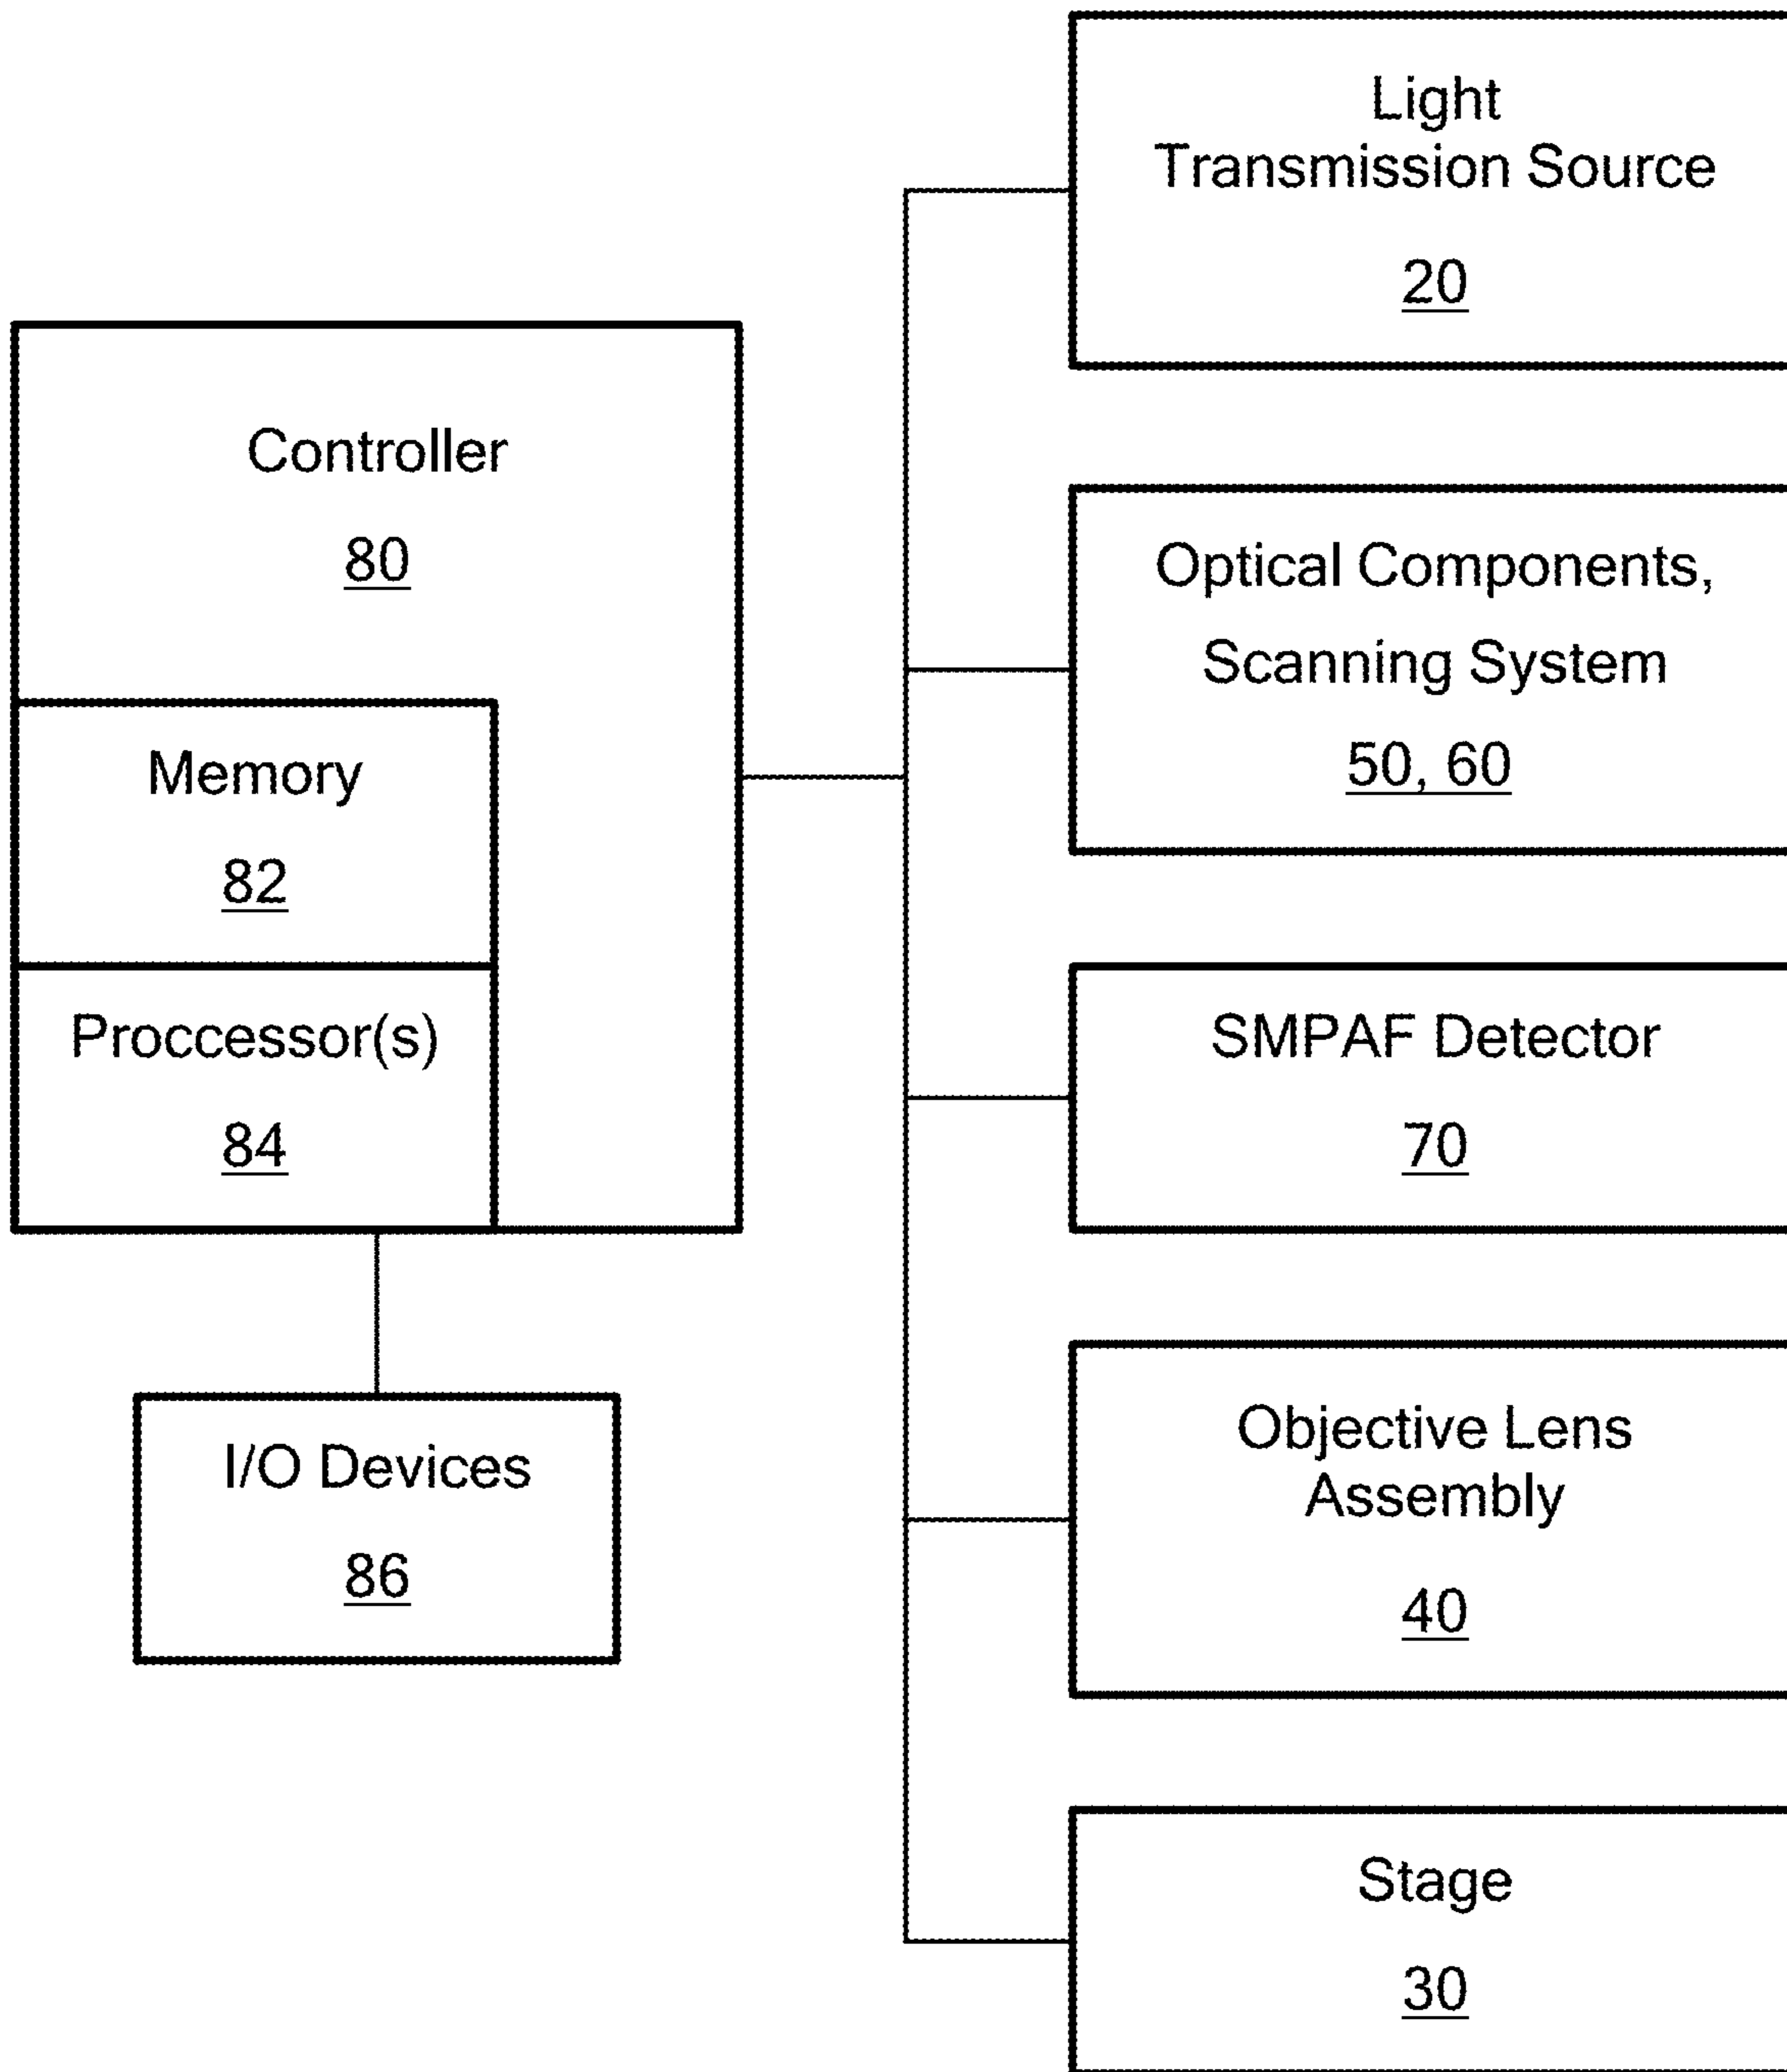 Controller
80
Memory
82
Proccessor(s)
84
I/O Devices
86
Light
Transmission Source
20
Optical Components,
Scanning System
50, 60
SMPAF Detector
70
Objective Lens
Assembly
40
Stage
30